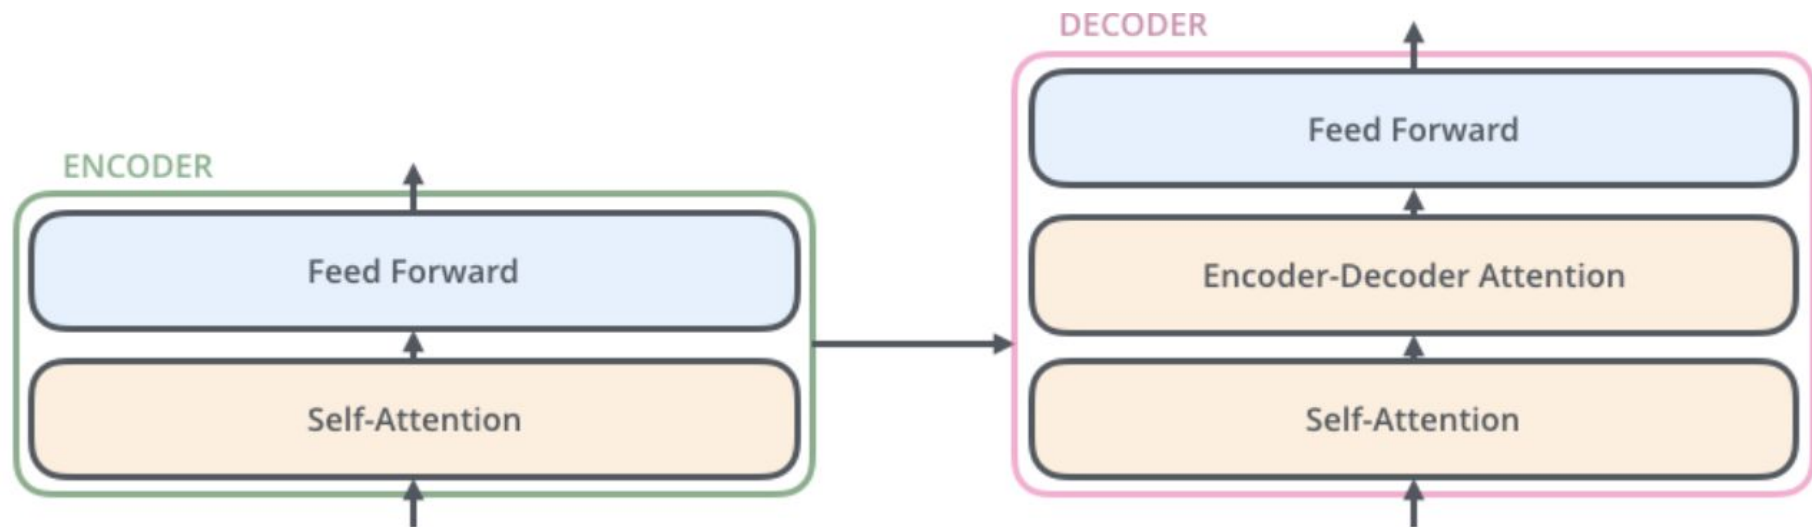 ENCODER
Feed Forward
Self-Attention
DECODER
Feed Forward
Encoder-Decoder Attention
Self-Attention